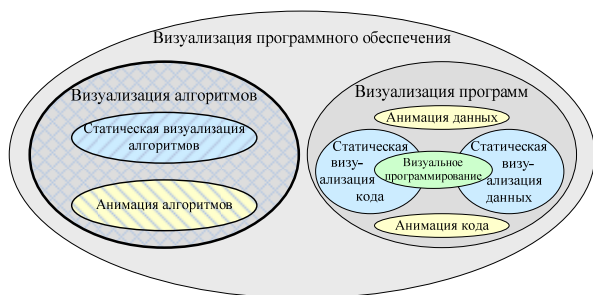 Визуализация программного обеспечения
Визуализация алгоритмов
Статическая визуализация
алгоритмов
Анимация алгоритмов
Визуализация программ
Анимация данных
Статическая
визу-
ализация
кода
Визуальное
программирование
Статическая
визу-
ализация
данных
Анимация кода